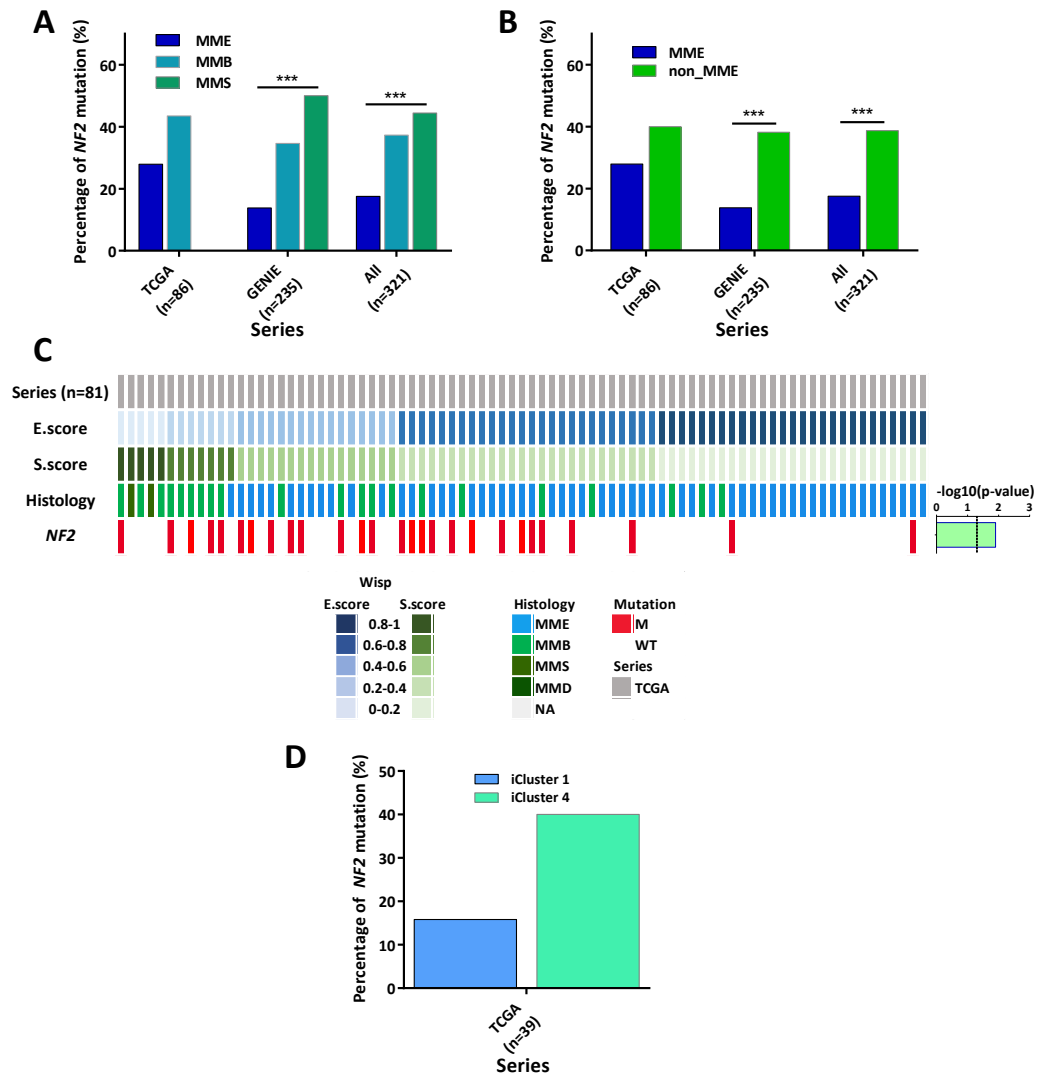 A
Percentage of NF2 mutation (%)
60
40
20
0
MME
MMB
MMS
***
***
TCGA
(n=86)
GENIE
(n=235)
All
(n=321)
Series
B
Percentage of NF2 mutation (%)
60
40
20
0
MME
non_MME
***
***
TCGA
(n=86)
GENIE
(n=235)
All
(n=321)
Series
C
Series (n=81)
E.score
S.score
Histology
NF2
-log10(p-value)
0 1 2 3
Wisp
E.score S.score
0.8-1
0.6-0.8
0.4-0.6
0.2-0.4
0-0.2
Histology
MME
MMB
MMS
MMD
NA
Mutation
M
WT
Series
TCGA
D
Percentage of NF2 mutation (%)
50
40
30
20
10
0
iCluster 1
iCluster 4
TCGA
(n=39)
Series